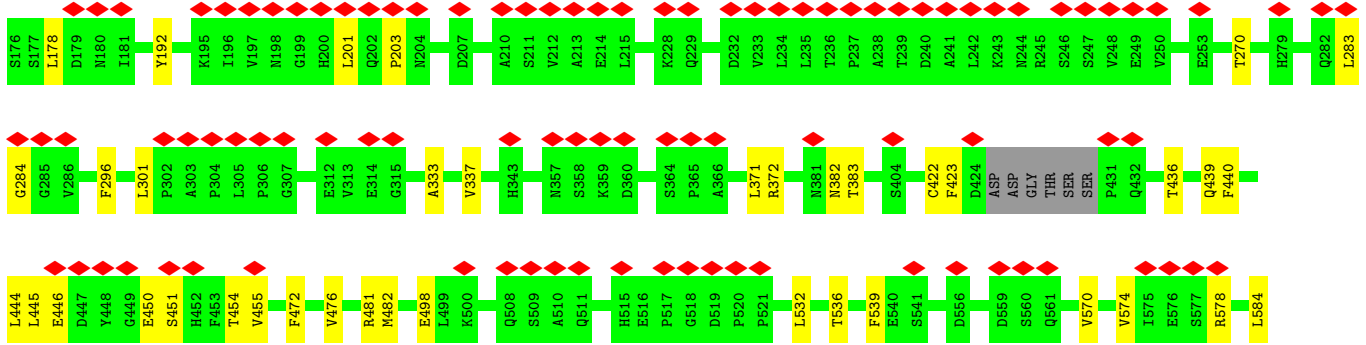 S176 S177 L178 D179 N180 I181 Y192 K195 I196 V197 N198 G199 H200 L201 Q202 P203 N204 D207 A210 S211 V212 A213 E214 L215 K228 Q229 D232 V233 L234 L235 T236 P237 A238 T239 D240 A241 L242 K243 N244 R245 S246 S247 V248 E249 V250 E253 T270 H279 Q282 L283
G284 G285 V286 F296 L301 P302 A303 P304 L305 P306 G307 E312 V313 E314 G315 A333 V337 H343 N357 S358 K359 D360 S364 P365 A366 L371 R372 N381 N382 T383 S404 C422 F423 D424 ASP ASP GLY THR SER SER P431 Q432 T436 Q439 F440
L444 L445 E446 D447 Y448 G449 E450 S451 H452 F453 T454 V455 F472 V476 R481 M482 E498 L499 K500 Q508 S509 A510 Q511 H515 E516 P517 G518 D519 P520 P521 L532 T536 F539 E540 S541 D556 D559 S560 Q561 V570 V574 I575 E576 S577 R578 L584